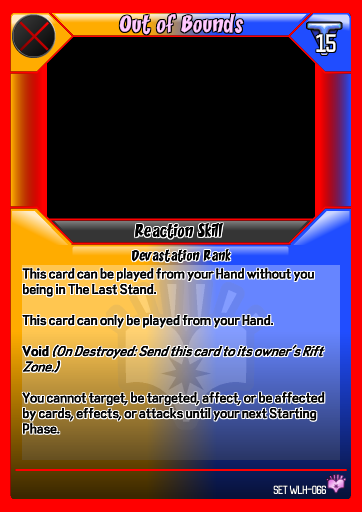 Out of Bounds
15
Reaction Skill
Devastation Rank
This card can be played from your Hand without you
being in The Last Stand.
This card can only be played from your Hand.
Void (On Destroyed: Send this card to its owner's Rift
Zone.)
You cannot target, be targeted, affect, or be affected
by cards, effects, or attacks until your next Starting
Phase.
SET WLH-066